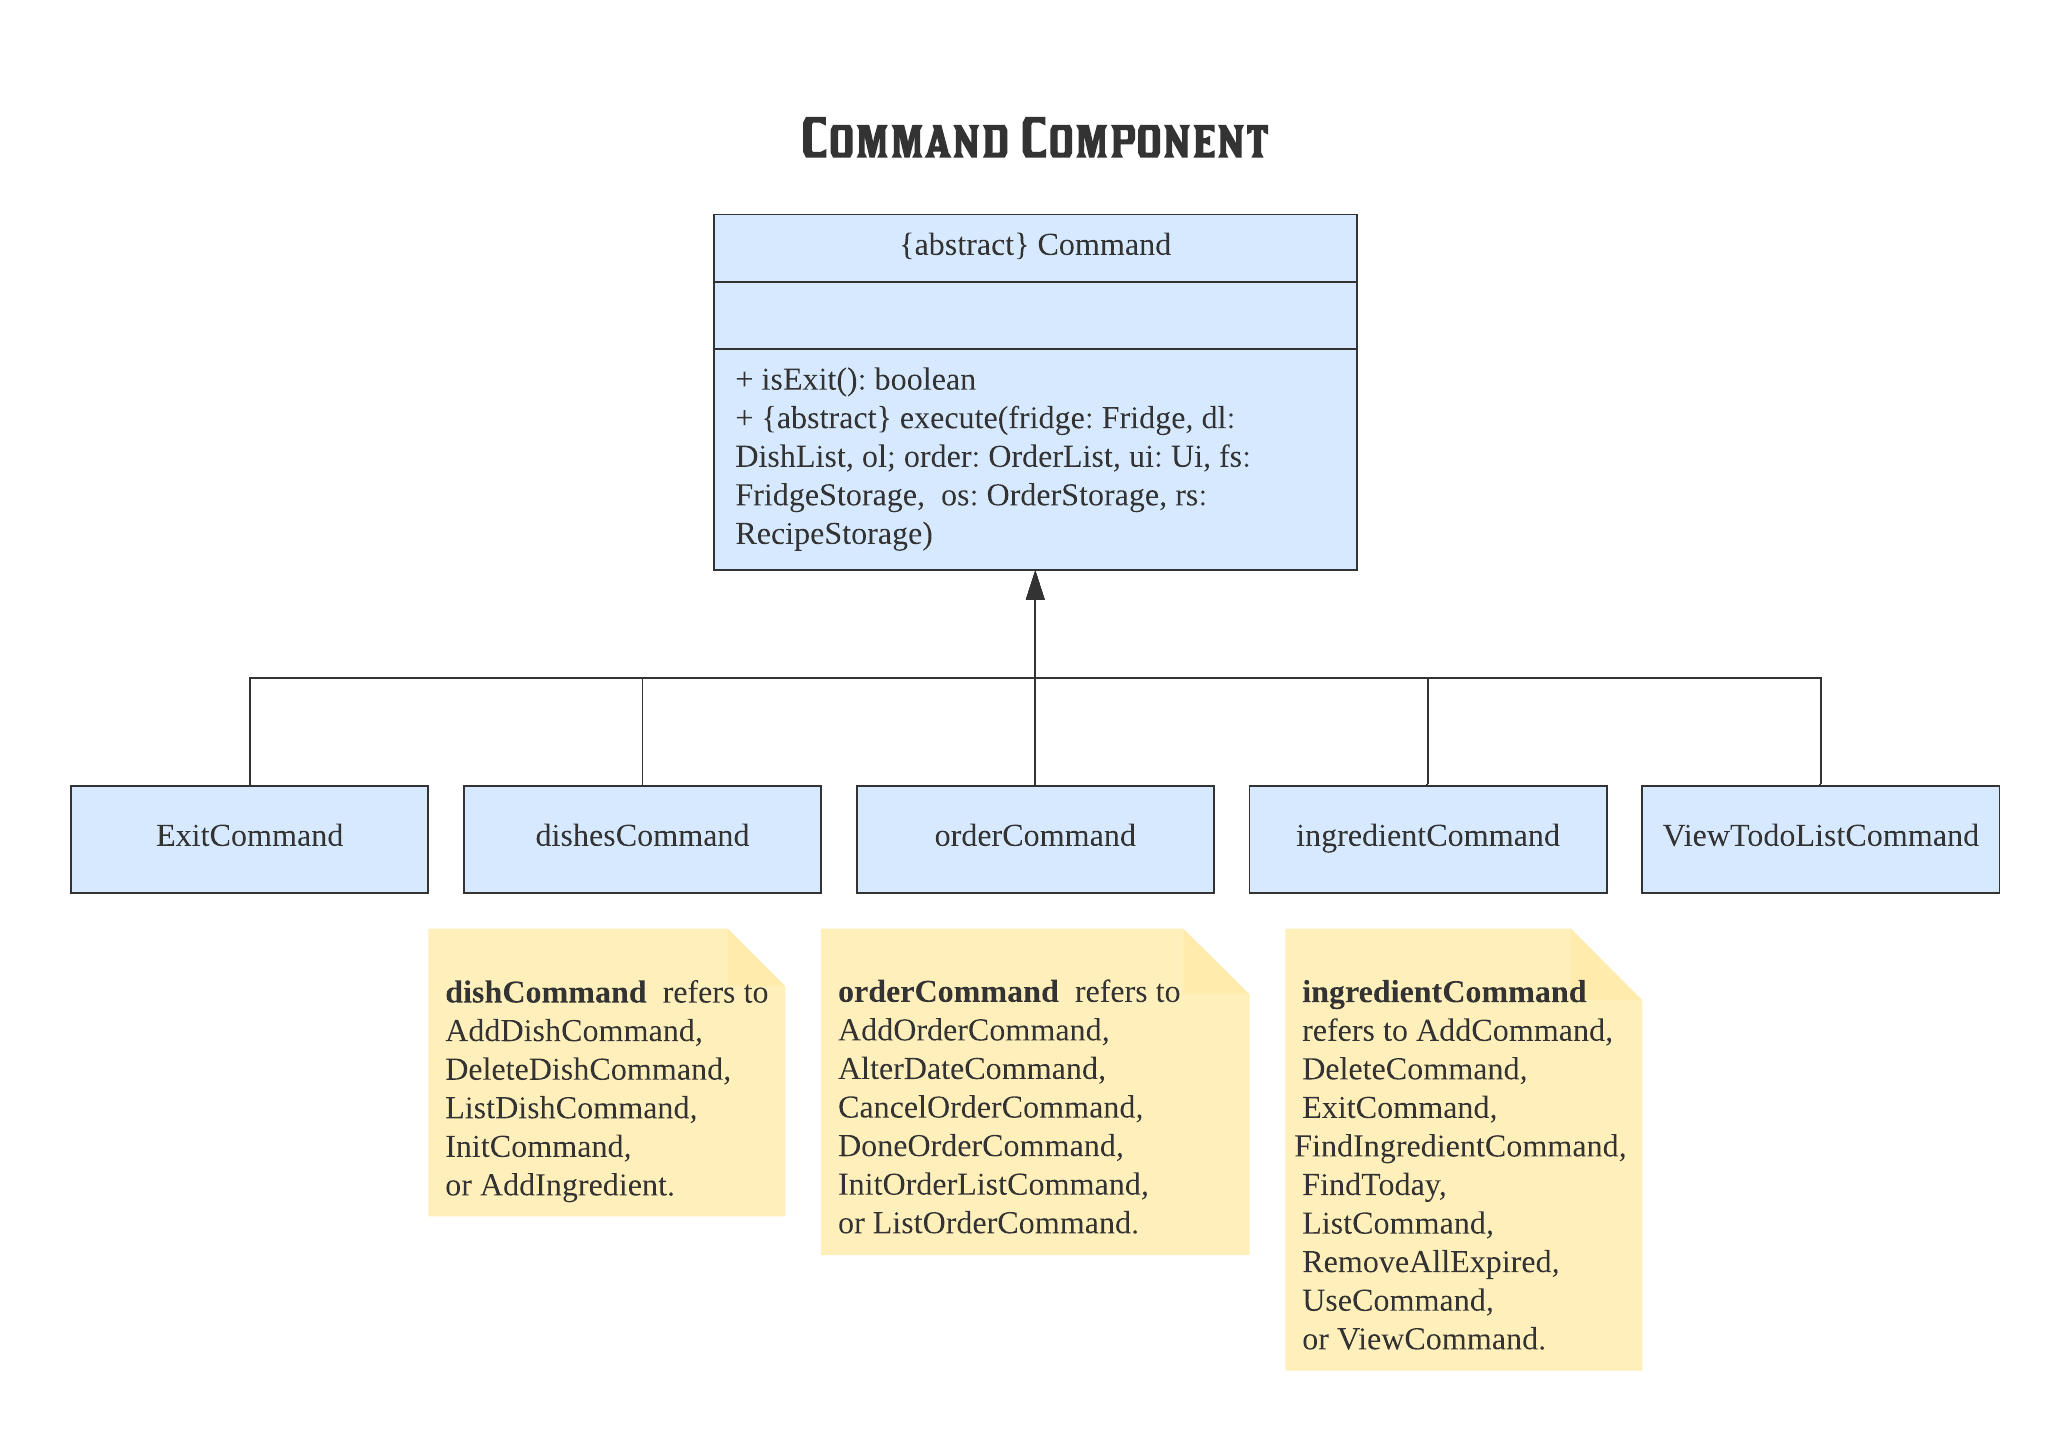 COMMAND COMPONENT
{abstract} Command
+ isExit(): boolean
+ {abstract} execute(fridge: Fridge, dl:
DishList, ol; order: OrderList, ui: Ui, fs:
FridgeStorage,  os: OrderStorage, rs:
RecipeStorage)
ExitCommand
dishesCommand
orderCommand
ingredientCommand
ViewTodoListCommand
dishCommand  refers to
AddDishCommand,
DeleteDishCommand,
ListDishCommand,
InitCommand,
or AddIngredient.
orderCommand  refers to
AddOrderCommand,
AlterDateCommand,
CancelOrderCommand,
DoneOrderCommand,
InitOrderListCommand,
or ListOrderCommand.
ingredientCommand
refers to AddCommand,
DeleteCommand,
ExitCommand,
FindIngredientCommand,
FindToday,
ListCommand,
RemoveAllExpired,
UseCommand,
or ViewCommand.